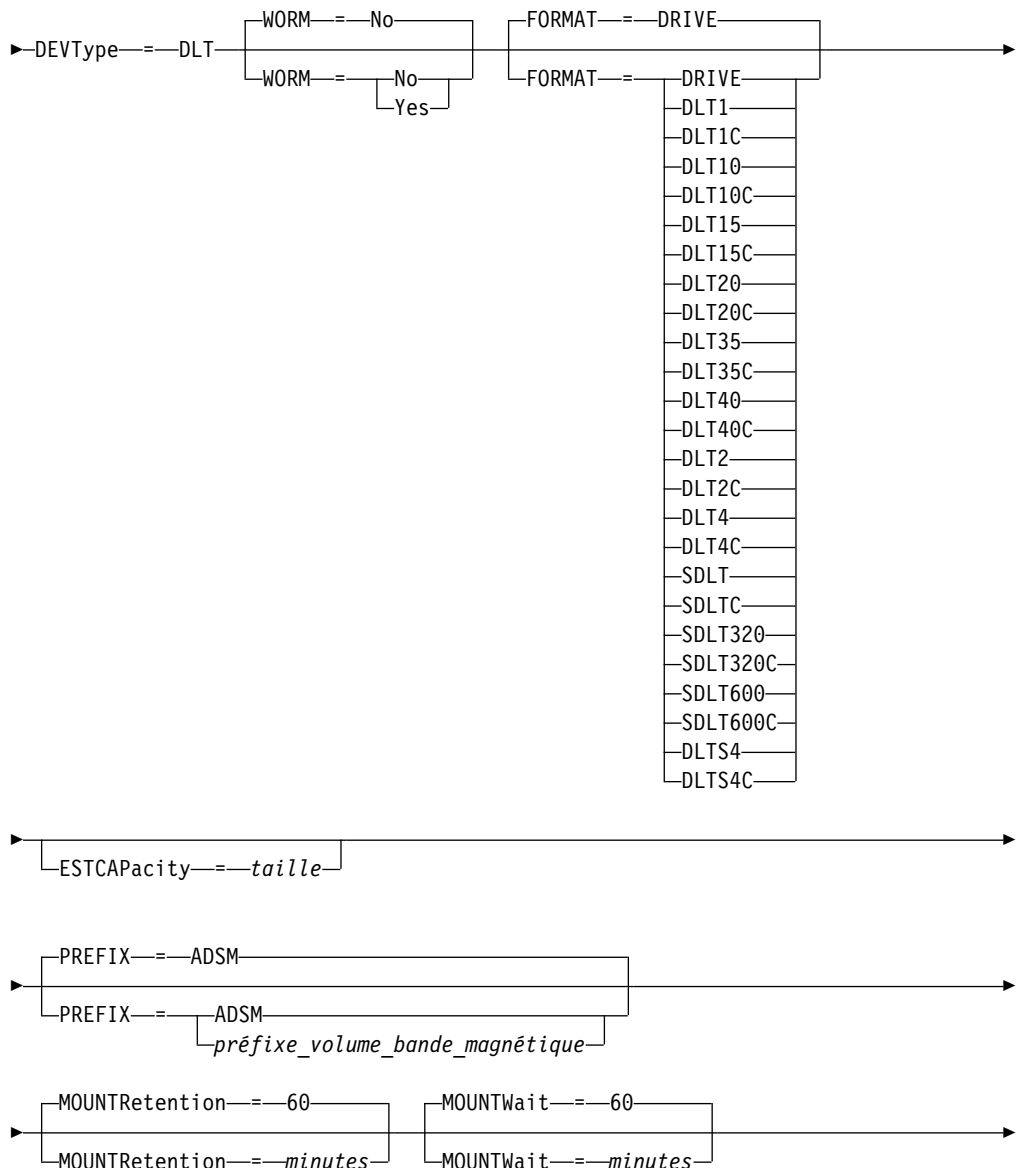 WORM = No FORMAT = DRIVE
DEVType = DLT
WORM = No FORMAT = DRIVE
Yes DLT1
DLT1C
DLT10
DLT10C
DLT15
DLT15C
DLT20
DLT20C
DLT35
DLT35C
DLT40
DLT40C
DLT2
DLT2C
DLT4
DLT4C
SDLT
SDLTC
SDLT320
SDLT320C
SDLT600
SDLT600C
DLTS4
DLTS4C
ESTCAPacity = taille
PREFIX = ADSM
PREFIX = ADSM
préfixe_volume_bande_magnétique
MOUNTRetention = 60 MOUNTWait = 60
MOUNTRetention = minutes MOUNTWait = minutes